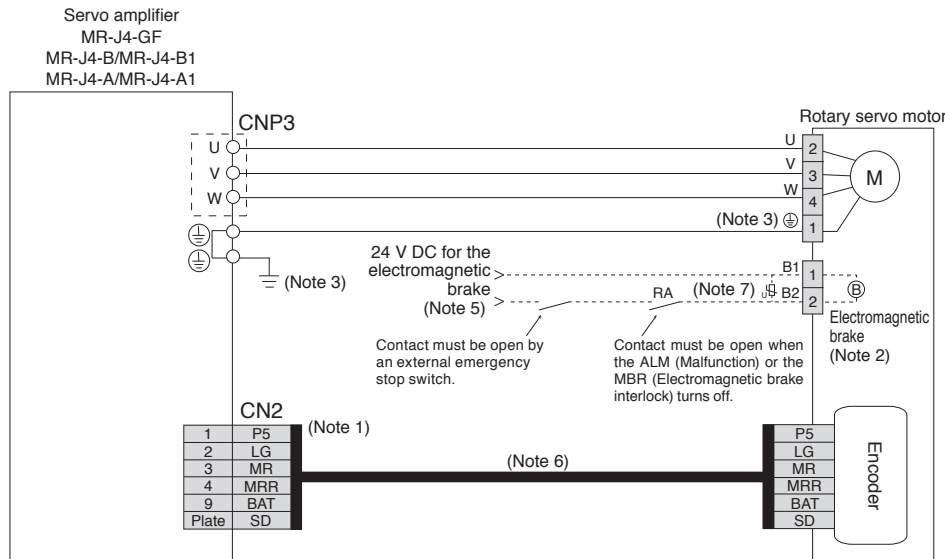 Servo amplifier
MR-J4-GF
MR-J4-B/MR-J4-B1
MR-J4-A/MR-J4-A1
CNP3
Rotary servo motor
U
U
2
V
V
3
M
W
W
4
(Note 3)
1
(Note 3)
24 V DC for the
electromagnetic
brake
(Note 5)
B1
1
RA
(Note 7)
U
B2
2
B
Electromagnetic
brake
(Note 2)
Contact must be open by
an external emergency
stop switch.
Contact must be open when
the ALM (Malfunction) or the
MBR (Electromagnetic brake
interlock) turns off.
CN2
(Note 1)
1 P5
2 LG
3 MR
4 MRR
9 BAT
Plate SD
(Note 6)
P5
LG
MR
MRR
BAT
SD
Encoder